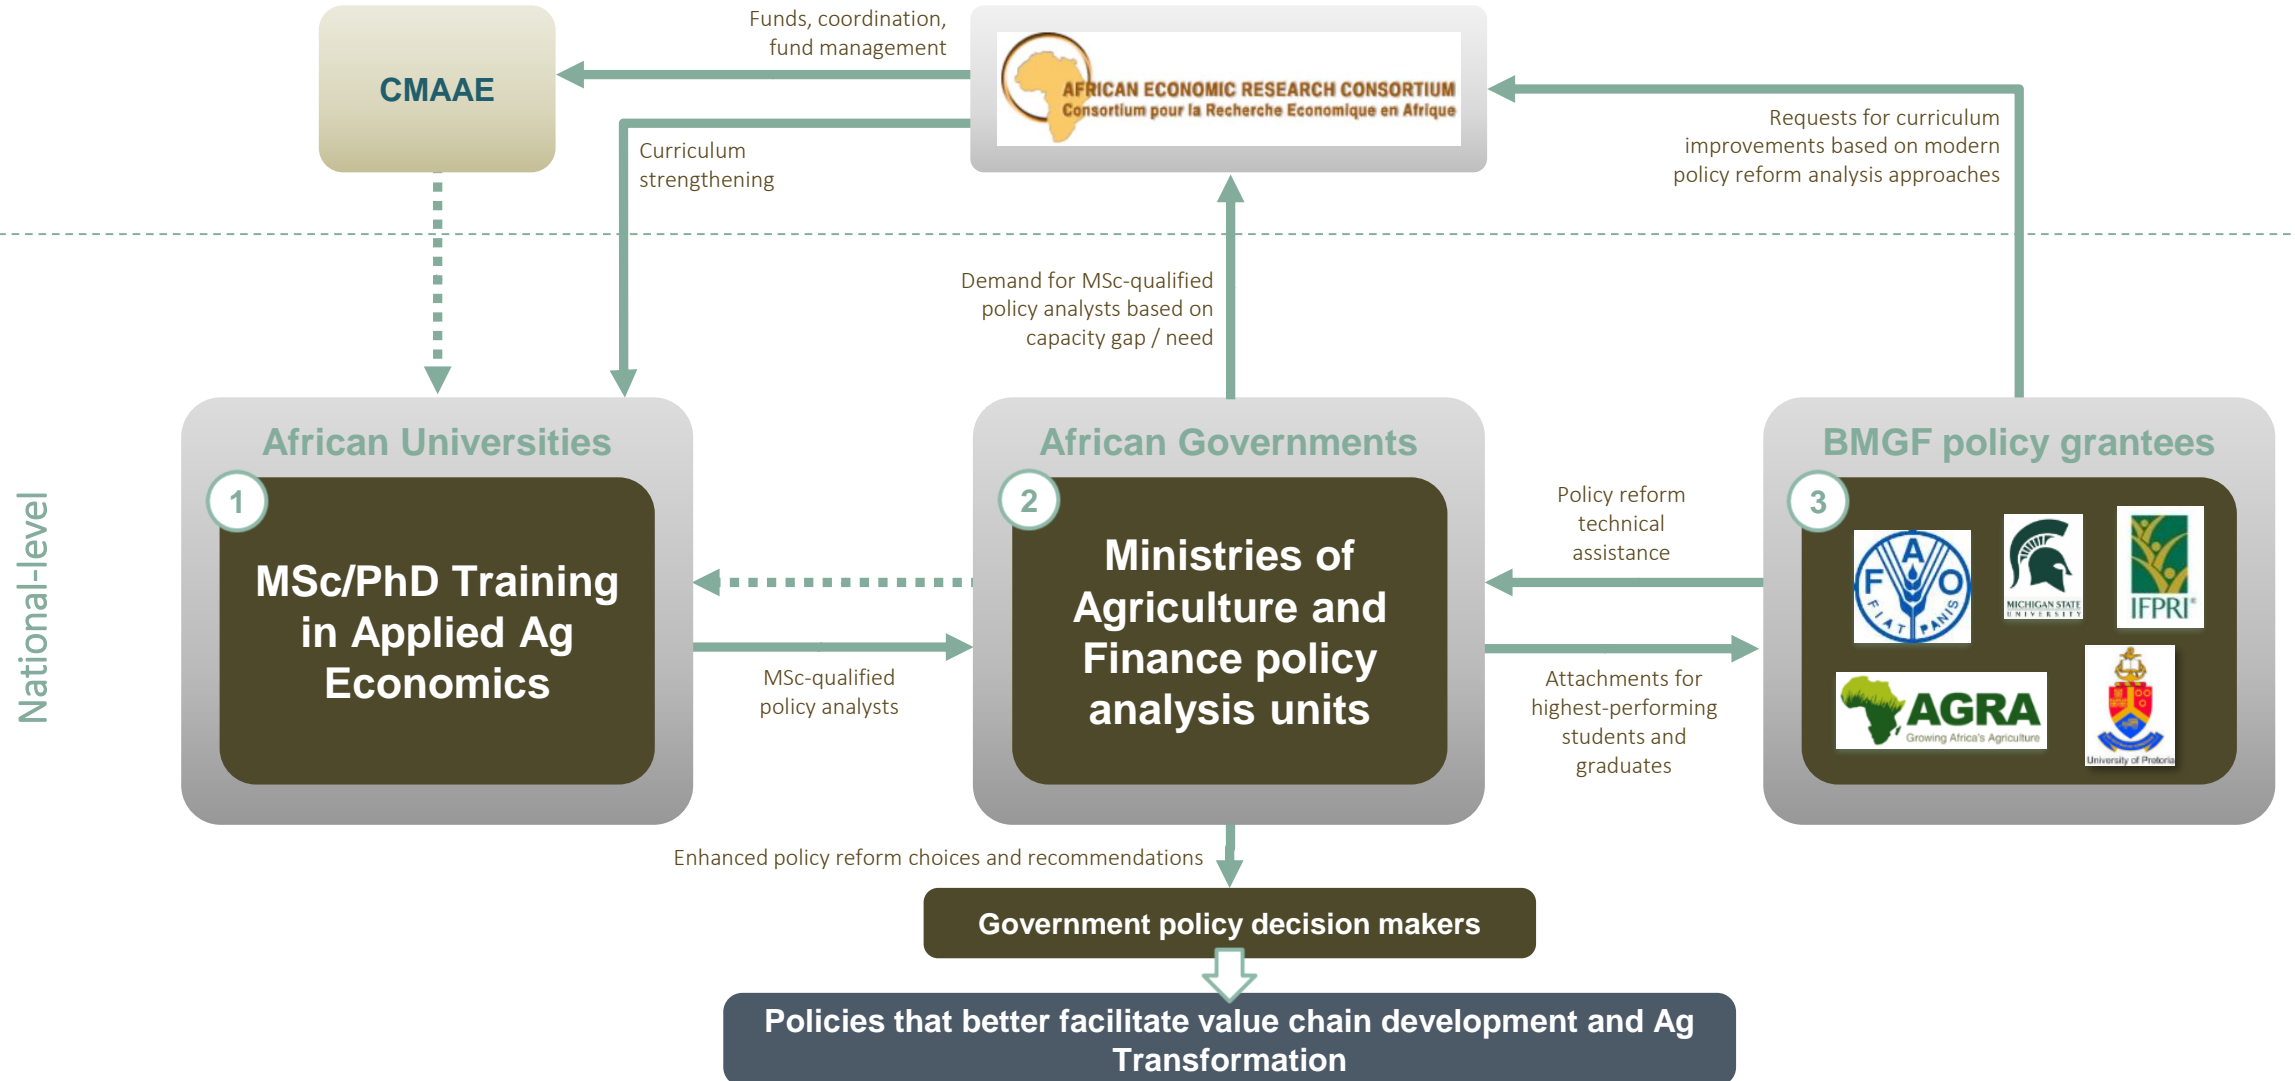 Funds, coordination,
fund management
CMAAE
AFRICAN ECONOMIC RESEARCH CONSORTIUM
Consortium pour la Recherche Economique en Afrique
Requests for curriculum
improvements based on modern
policy reform analysis approaches
Curriculum
strengthening
Demand for MSc-qualified
policy analysts based on
capacity gap / need
National-level
African Universities
1
MSc/PhD Training
in Applied Ag
Economics
MSc-qualified
policy analysts
African Governments
2
Ministries of
Agriculture and
Finance policy
analysis units
Policy reform
technical
assistance
Attachments for
highest-performing
students and
graduates
BMGF policy grantees
3
F A O
FIAT PANIS
MICHIGAN STATE
UNIVERSITY
IFPRI®
AGRA
Growing Africa's Agriculture
University of Pretoria
Enhanced policy reform choices and recommendations
Government policy decision makers
Policies that better facilitate value chain development and Ag
Transformation